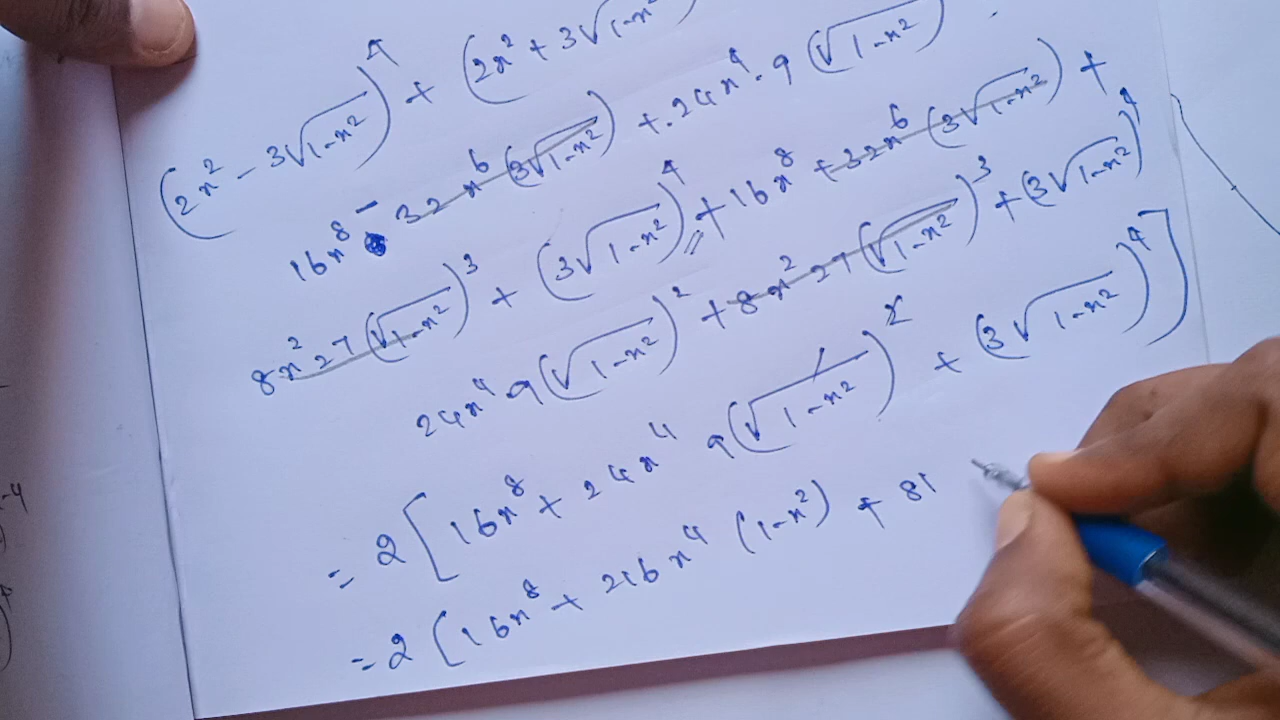 (2x² - 3√1-x²)⁴ + (2x² + 3√1-x²
16x⁸ - 32x⁶(3√1-x²) + 24x⁴·9(√1-x²)
8x²27(√1-x²)³ + (3√1-x²)⁴ + 16x⁸ + 32x⁶(3√1-x²) +
24x⁴·9(√1-x²)² + 8x²27(√1-x²)³ + (3√1-x²)⁴
= 2[16x⁸ + 24x⁴ 9(√1-x²)² + (3√1-x²)⁴]
= 2[16x⁸ + 216x⁴(1-x²) + 81